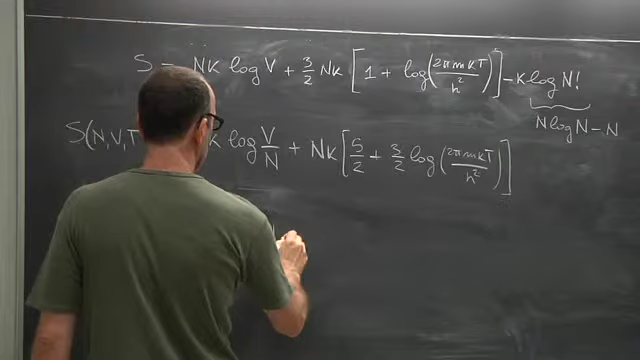 S = Nk log V + 3/2 Nk [1 + log(2πmkT/h²)] - k log N!
N log N - N
S(N,V,T k log V/N + Nk [5/2 + 3/2 log (2πmkT/h²)]